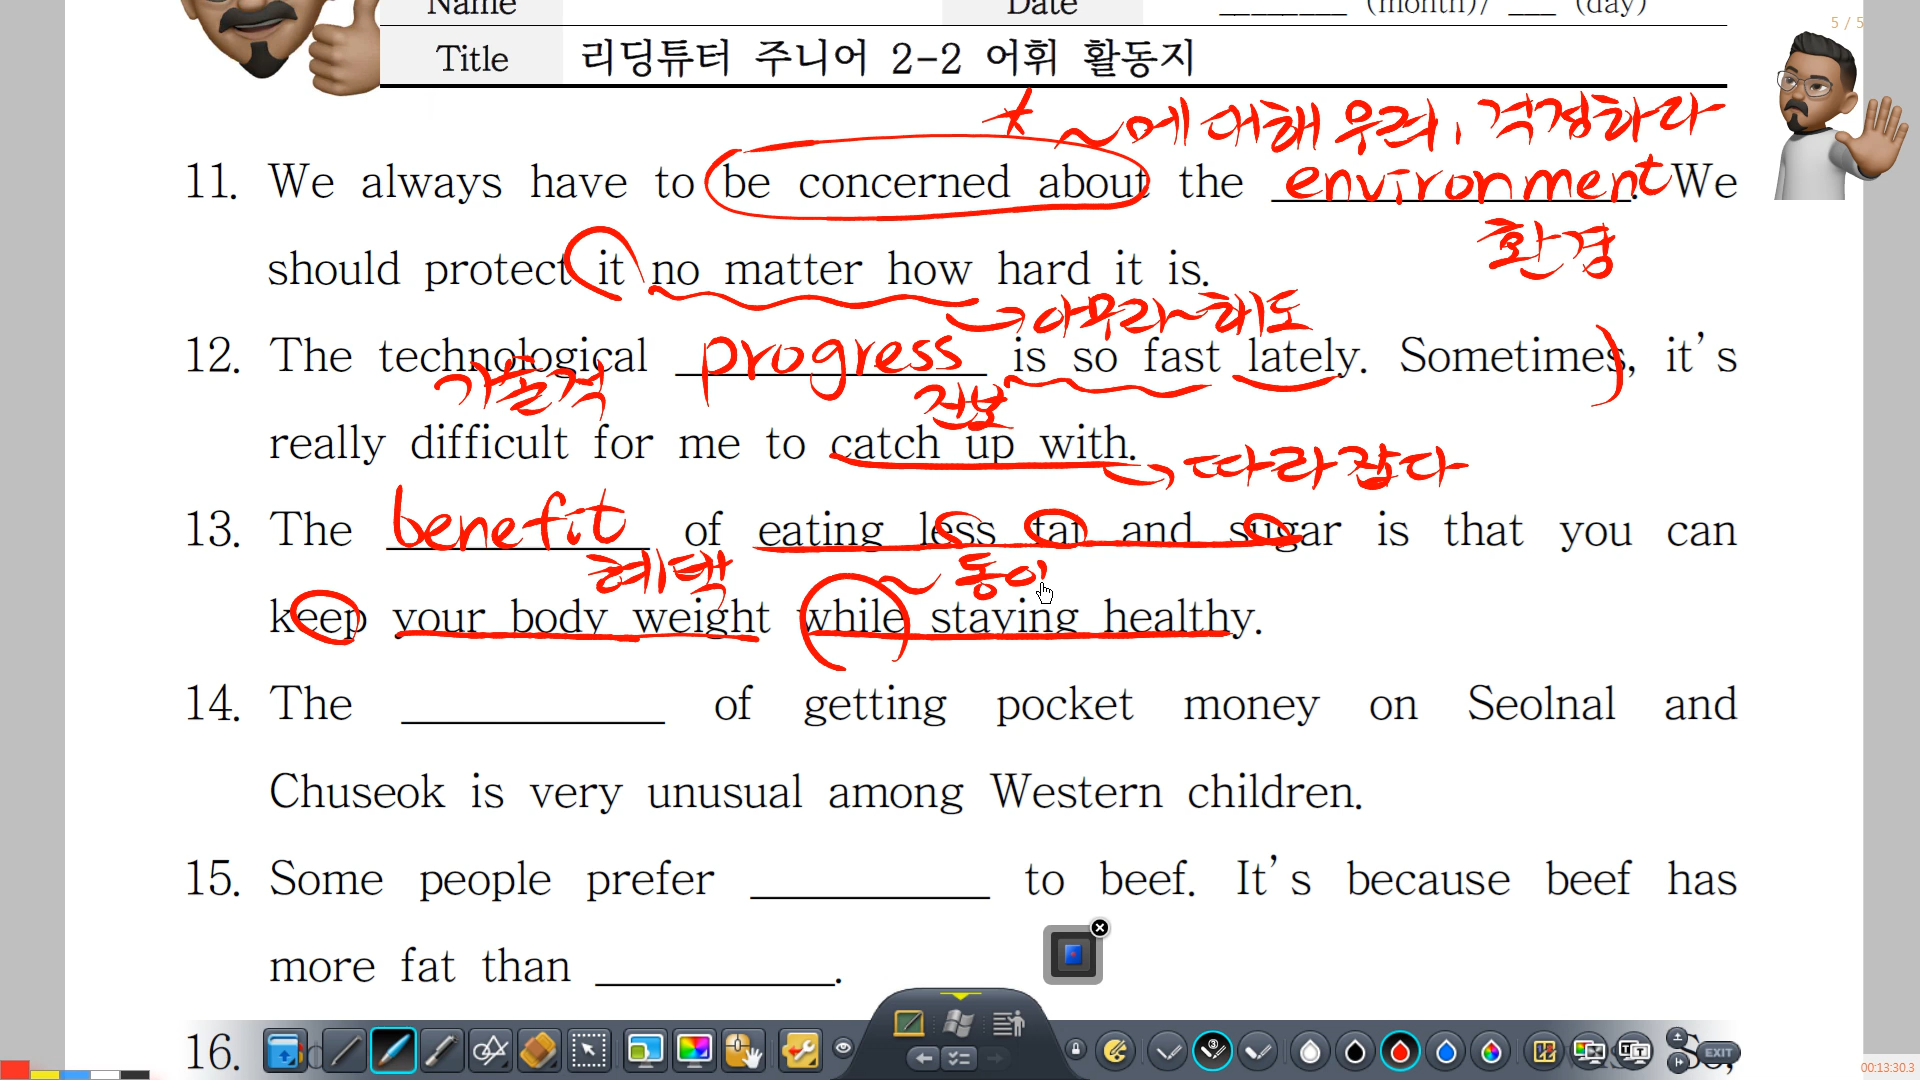 Name Date ________ (month)/ ___ (day)
5 / 5
Title 리딩튜터 주니어 2-2 어휘 활동지
* ~에 대해 우려, 걱정하다
11. We always have to be concerned about the environment. We
환경
should protect it no matter how hard it is.
→ 아무리~해도
12. The technological progress is so fast lately. Sometimes, it's
기술적 진보
really difficult for me to catch up with.
→ 따라잡다
13. The benefit of eating less fat and sugar is that you can
혜택 ~ 동안
keep your body weight while staying healthy.
14. The ___________ of getting pocket money on Seolnal and
Chuseok is very unusual among Western children.
15. Some people prefer __________ to beef. It's because beef has
more fat than __________.
16.
EXIT
00:13:30.3